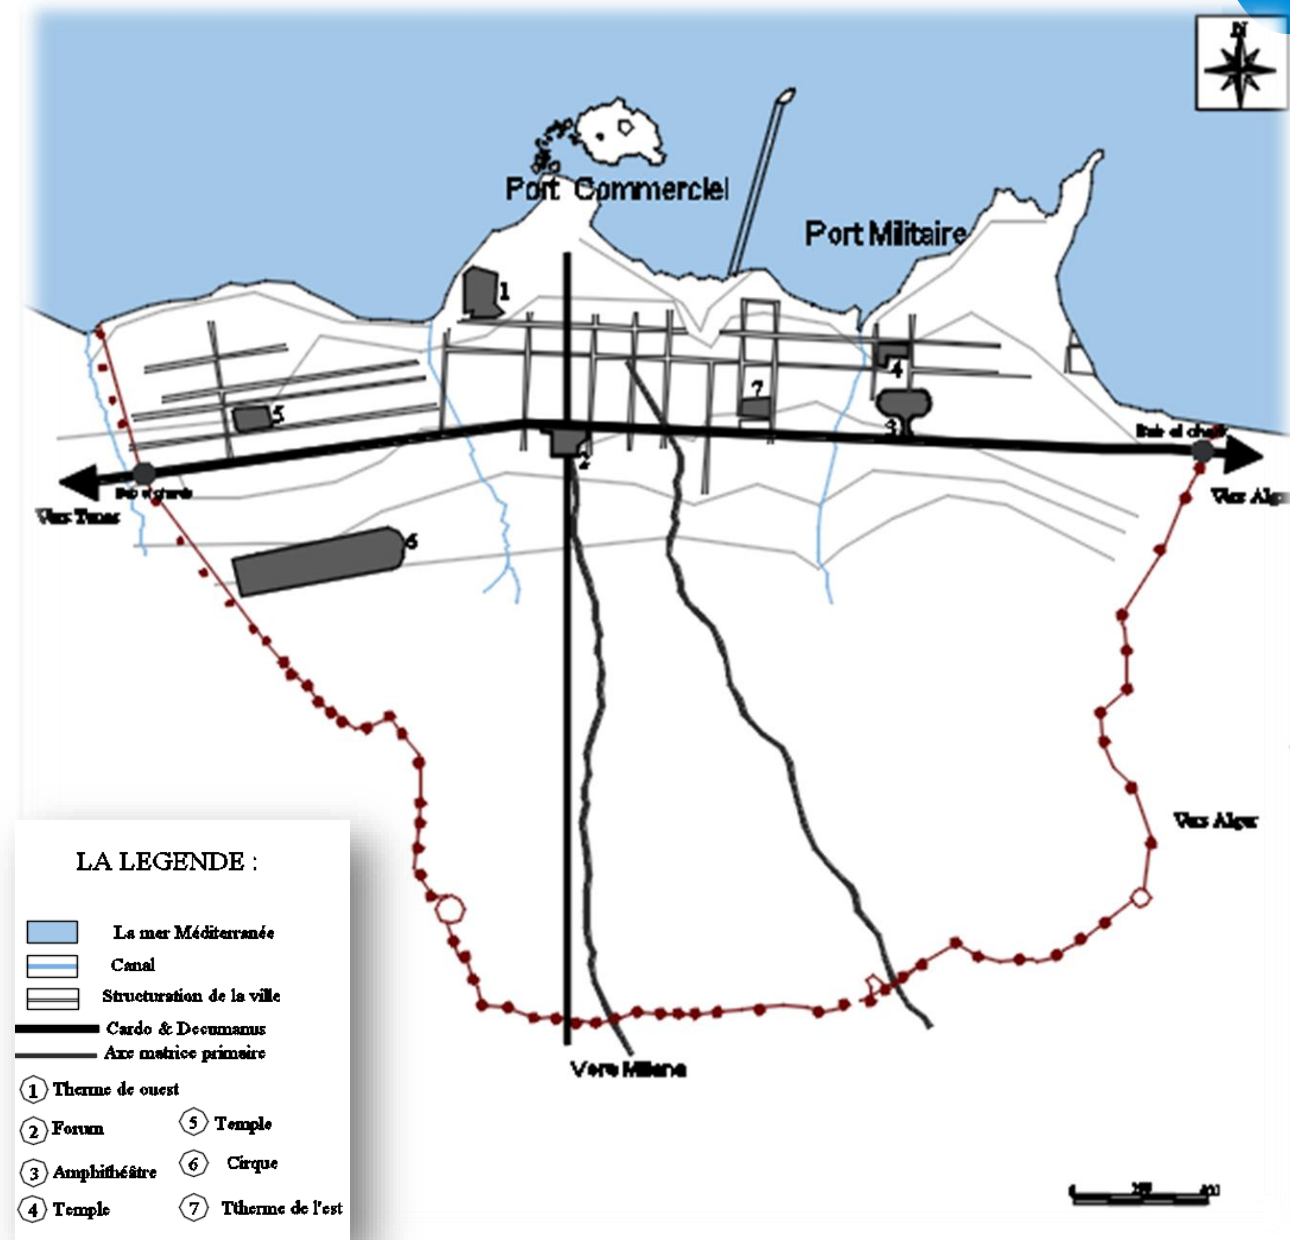 N
Port Commerciel
Port Militaire
1
4
7
5
3
2
Vers Tenes
Vers Alger
6
Vers Alger
LA LEGENDE :
La mer Méditerranée
Canal
Structuration de la ville
Cardo & Decumanus
Axe matrice primaire
1 Therme de ouest
2 Forum
5 Temple
3 Amphithéâtre
6 Cirque
4 Temple
7 Ttherme de l'est
Vers Miliana